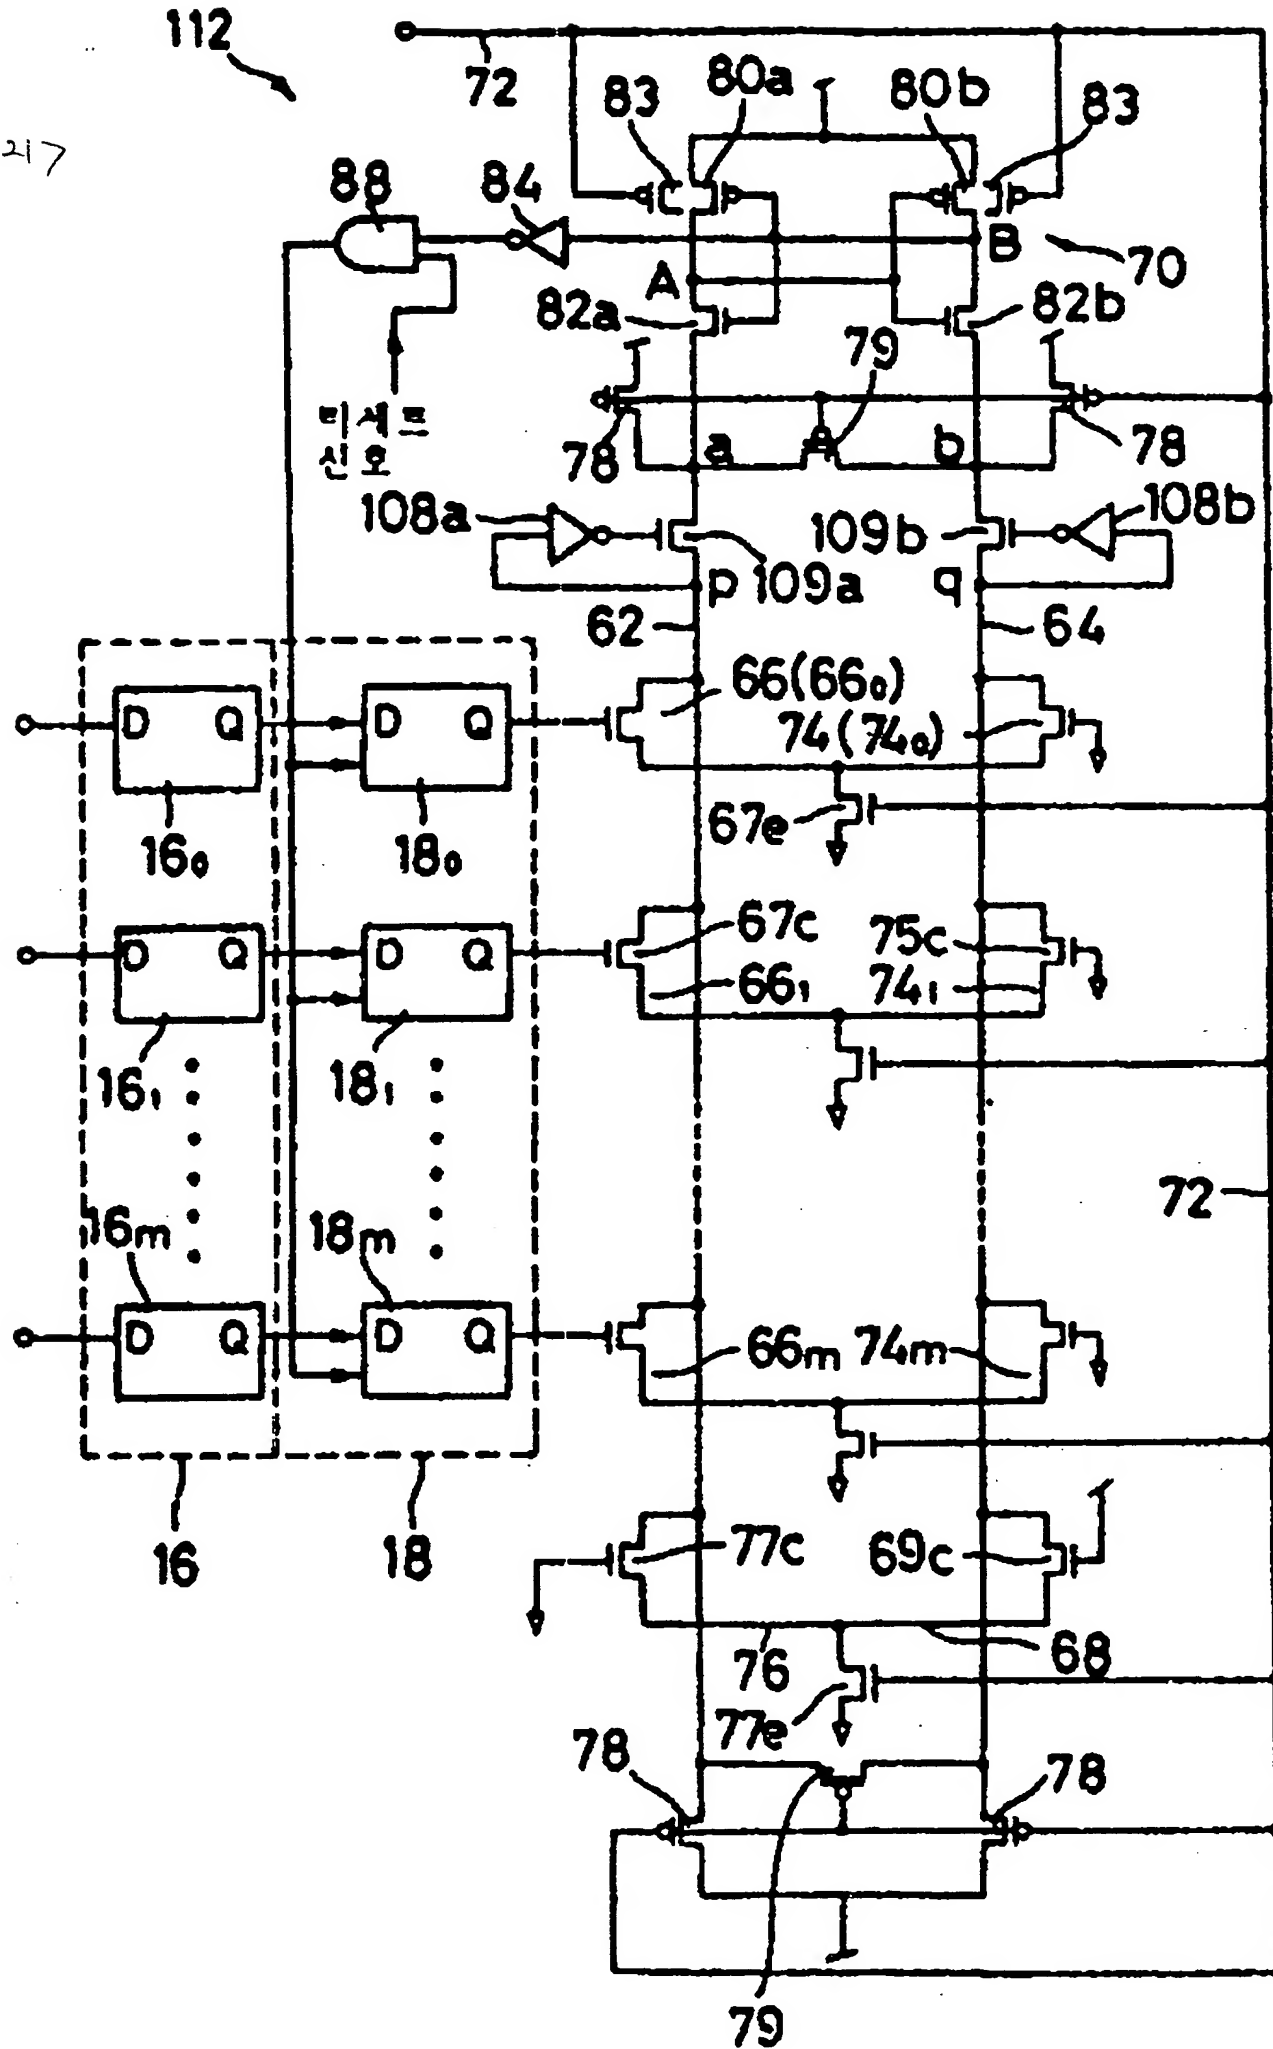 112
72
83
80a
80b
83
217
88
84
B
70
A
82a
82b
79
리세트
신호
78
a
b
78
108a
109b
108b
p
109a
q
62
64
66(66₀)
D Q
D Q
74(74₀)
67e
16₀
18₀
67c
75c
D Q
D Q
66₁
74₁
16₁
18₁
72
16m
18m
D Q
D Q
66m
74m
16
18
77c
69c
76
68
77e
78
78
79